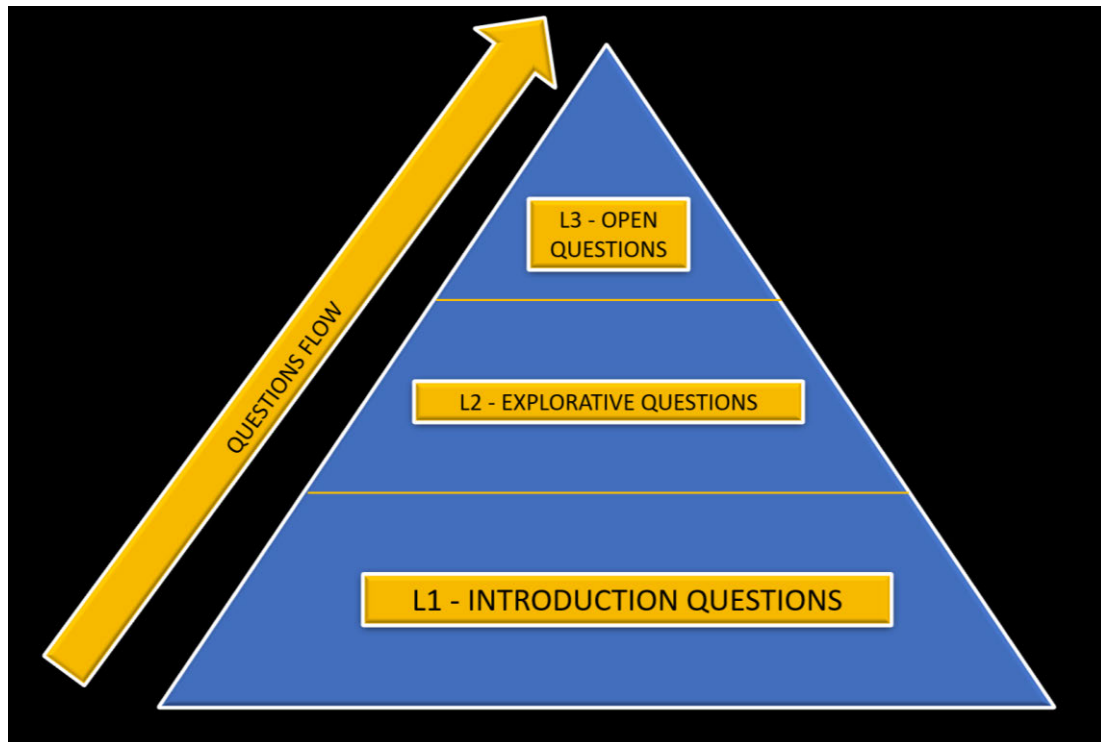 L3 - OPEN
QUESTIONS
QUESTIONS FLOW
L2 - EXPLORATIVE QUESTIONS
L1 - INTRODUCTION QUESTIONS